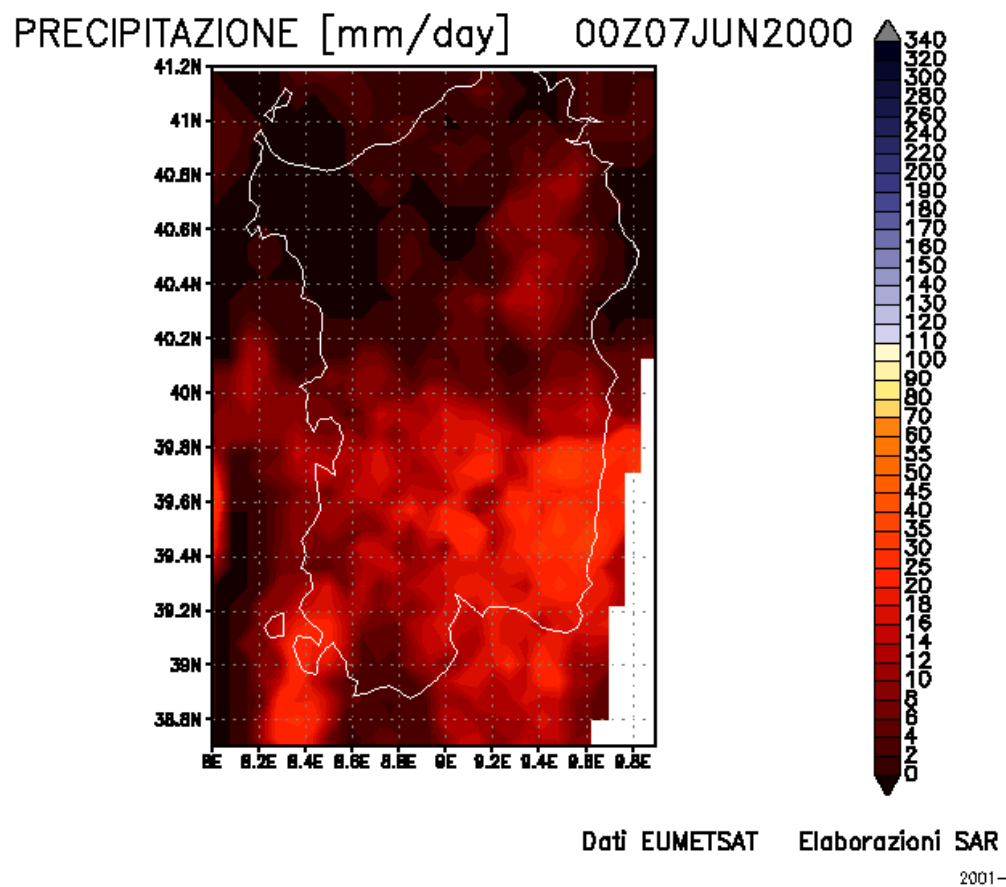 PRECIPITAZIONE [mm/day] 00Z07JUN2000
340
320
300
280
260
240
220
200
190
180
170
160
150
140
130
120
110
100
90
80
70
60
55
50
45
40
35
30
25
20
18
16
14
12
10
8
6
4
2
0
41.2N
41N
40.8N
40.6N
40.4N
40.2N
40N
39.8N
39.6N
39.4N
39.2N
39N
38.8N
8E 8.2E 8.4E 8.6E 8.8E 9E 9.2E 9.4E 9.6E 9.8E
Dati EUMETSAT Elaborazioni SAR
2001-